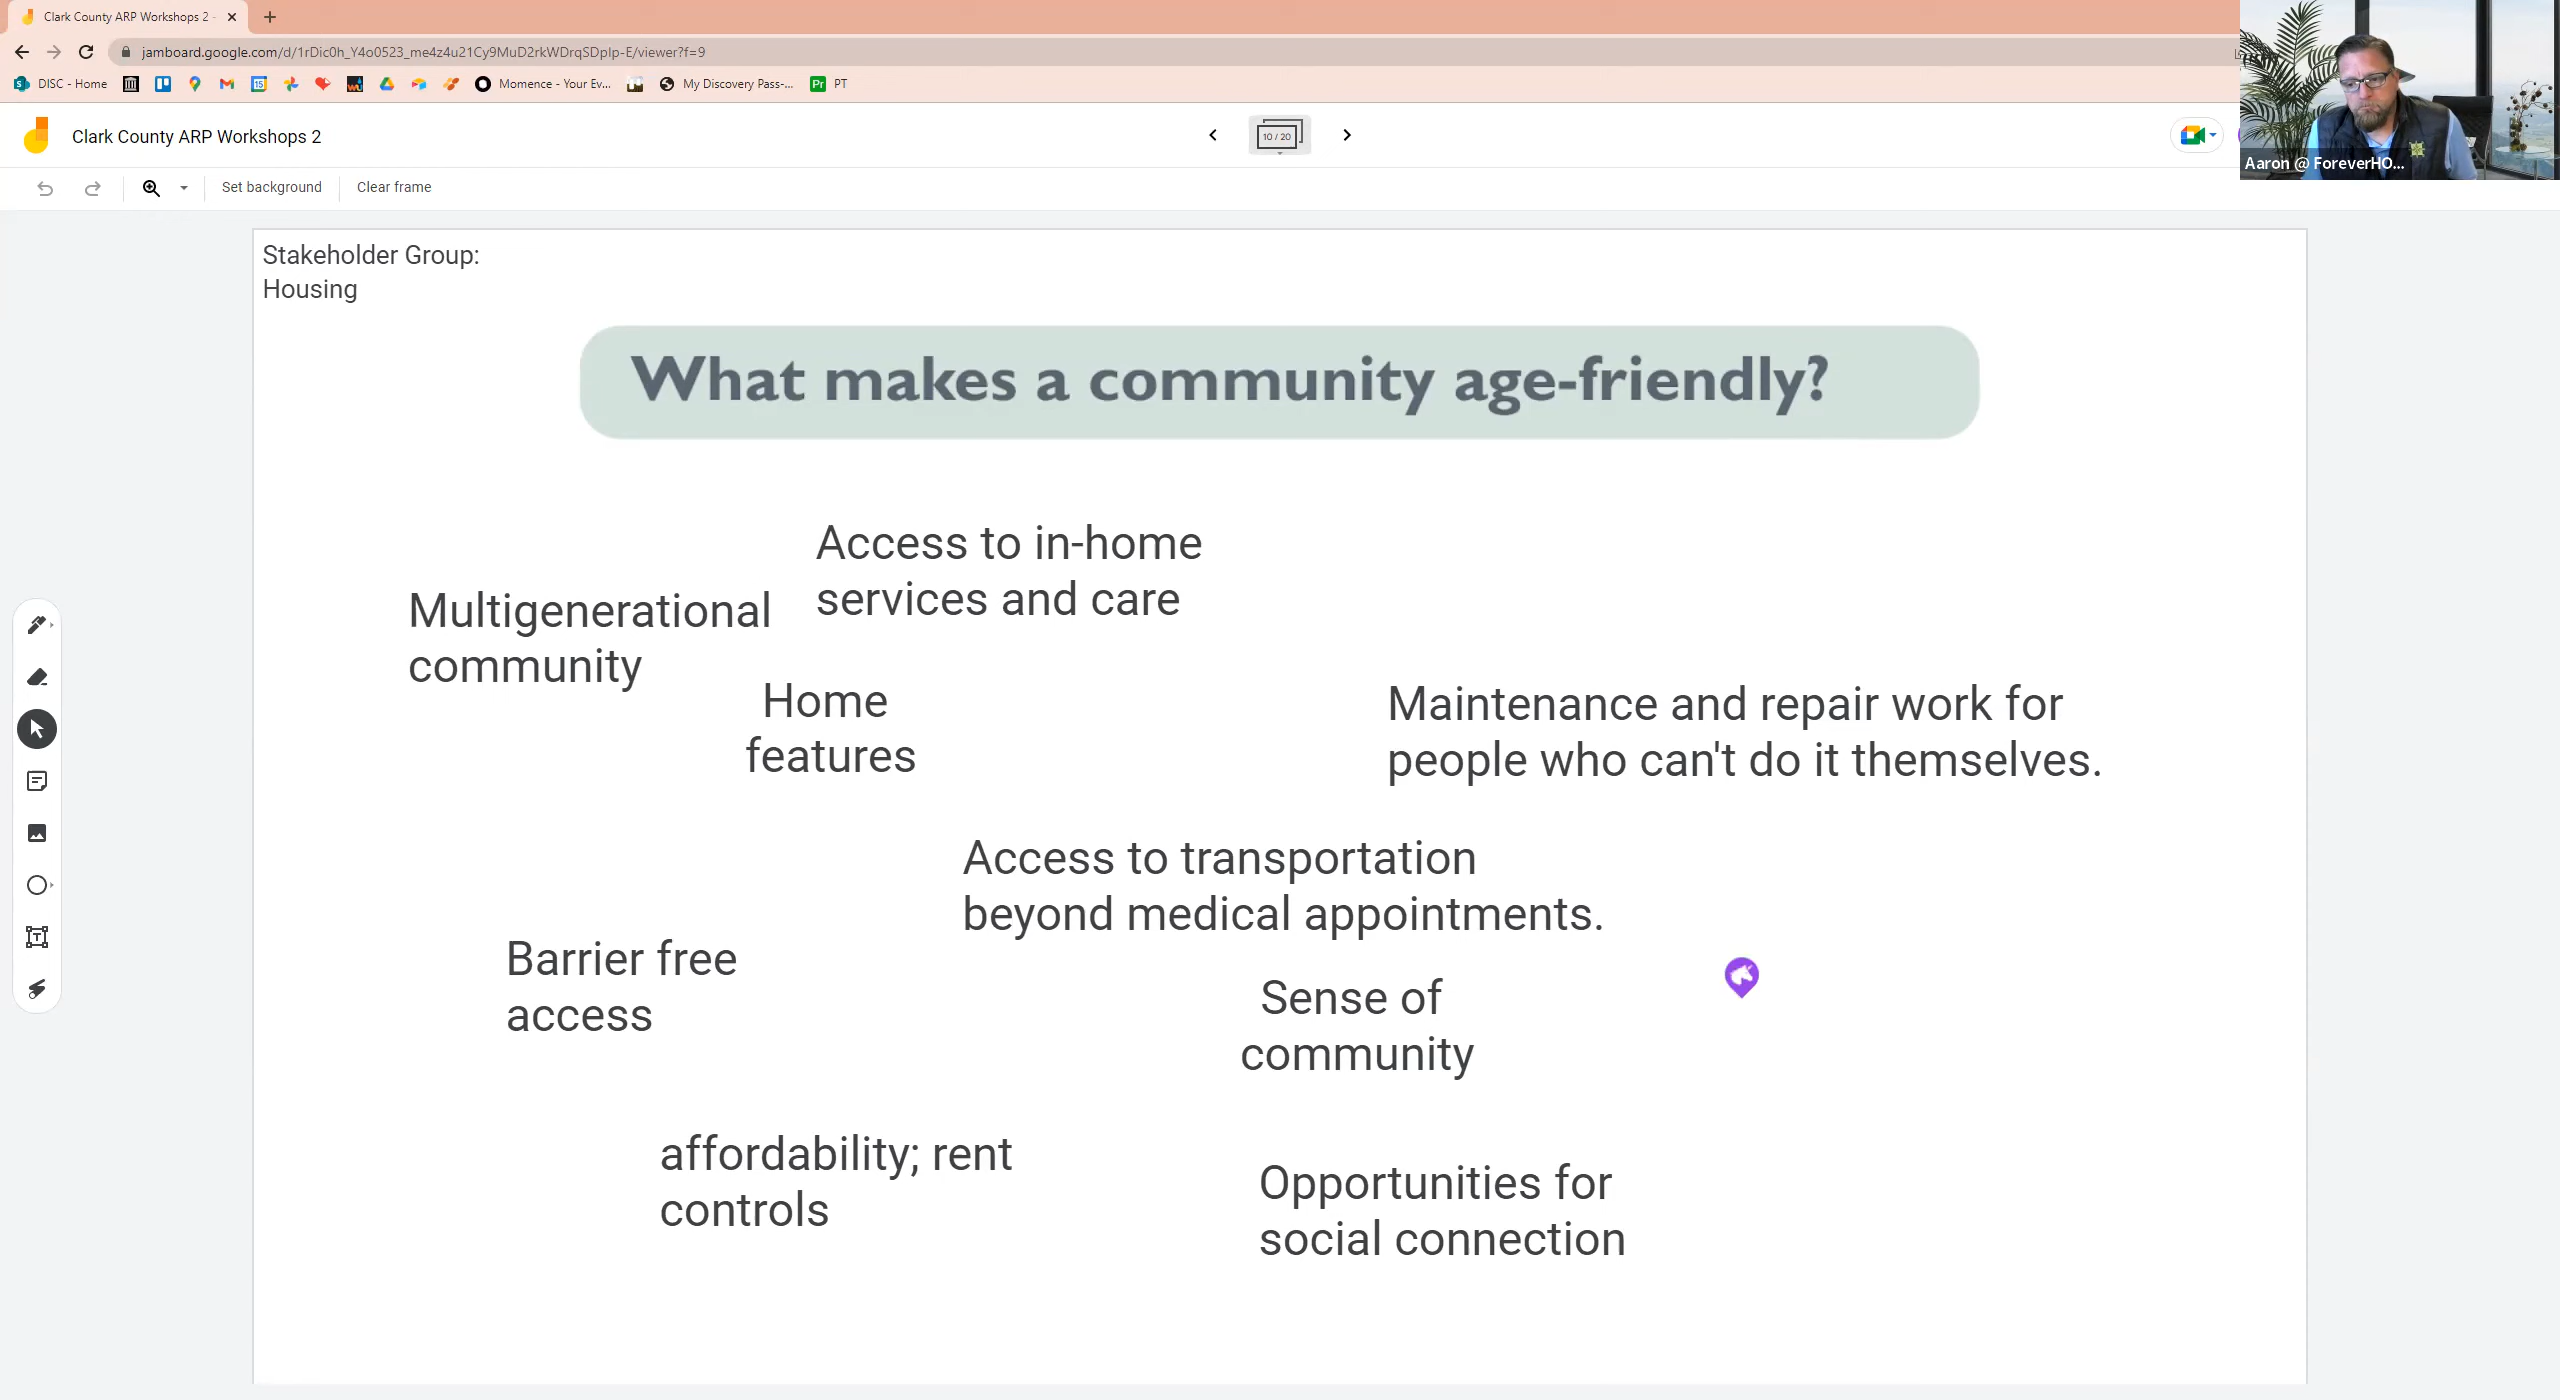 Clark County ARP Workshops 2 -
jamboard.google.com/d/1rDic0h_Y4o0523_me4z4u21Cy9MuD2rkWDrqSDpIp-E/viewer?f=9
DISC - Home
15
Momence - Your Ev...
My Discovery Pass-...
Pr PT
Clark County ARP Workshops 2
10 / 20
Aaron @ ForeverHO...
Set background
Clear frame
Stakeholder Group:
Housing
What makes a community age-friendly?
Access to in-home
services and care
Multigenerational
community
Home
features
Maintenance and repair work for
people who can't do it themselves.
Access to transportation
beyond medical appointments.
Barrier free
access
Sense of
community
affordability; rent
controls
Opportunities for
social connection